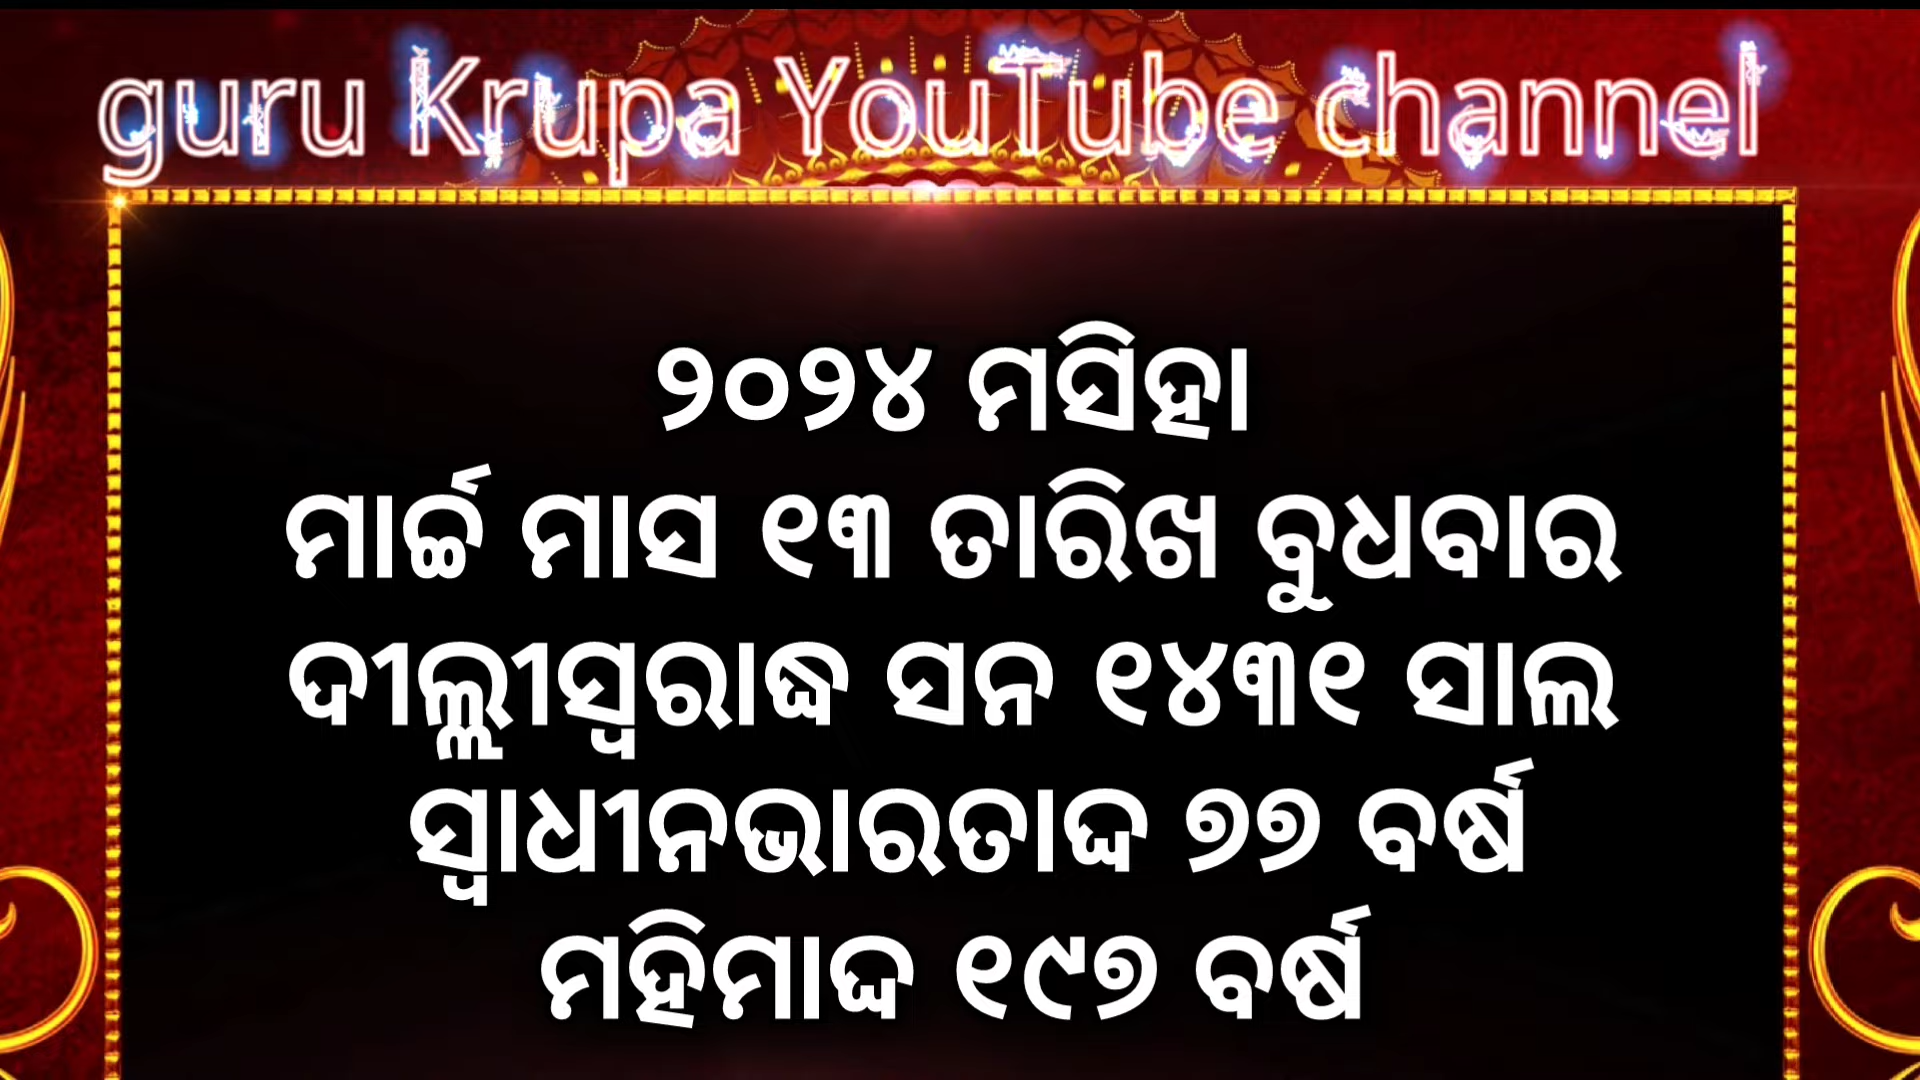 guru Krupa YouTube channel
୨୦୨୪ ମସିହା
ମାର୍ଚ୍ଚ ମାସ ୧୩ ତାରିଖ ବୁଧବାର
ଦୀଲ୍ଲୀସ୍ୱରାଦ୍ଧ ସନ ୧୪୩୧ ସାଲ
ସ୍ୱାଧୀନଭାରତାଦ୍ଦ ୭୭ ବର୍ଷ
ମହିମାଦ୍ଦ ୧୯୭ ବର୍ଷ